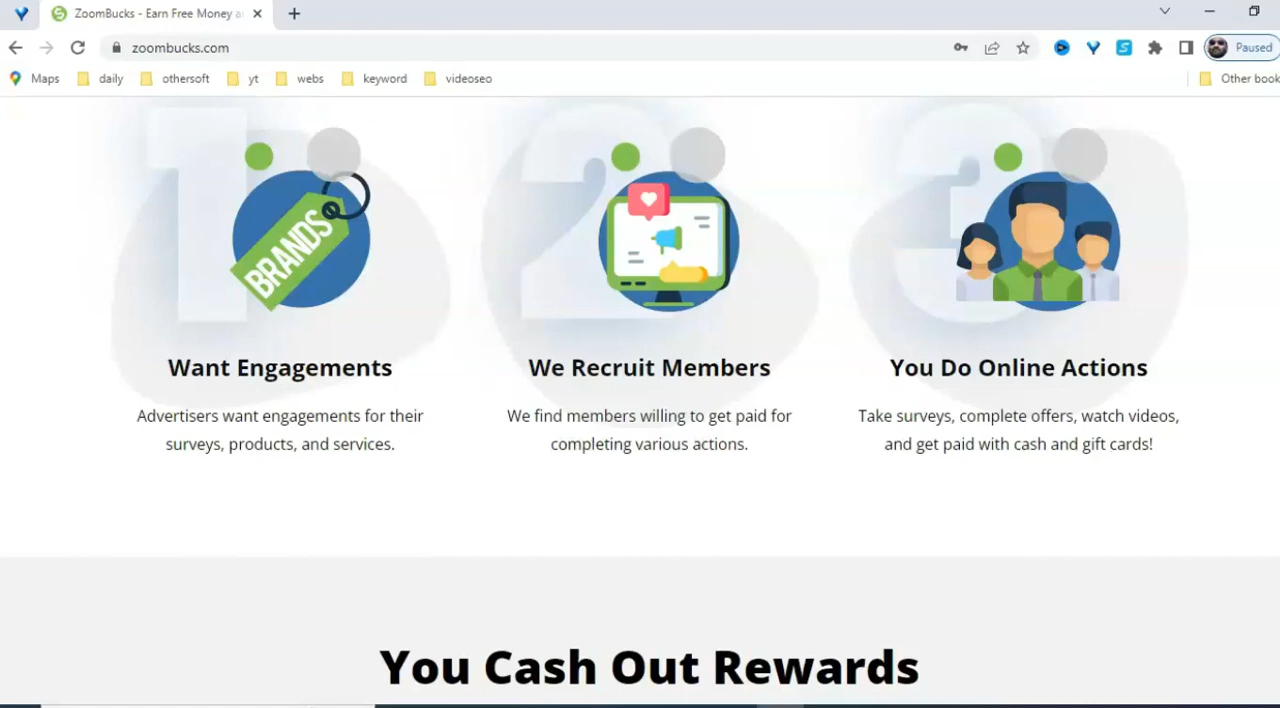 ZoomBucks - Earn Free Money a
zoombucks.com
Paused
Maps
daily
othersoft
yt
webs
keyword
videoseo
Other book
1
2
3
BRANDS
Want Engagements
We Recruit Members
You Do Online Actions
Advertisers want engagements for their
surveys, products, and services.
We find members willing to get paid for
completing various actions.
Take surveys, complete offers, watch videos,
and get paid with cash and gift cards!
You Cash Out Rewards